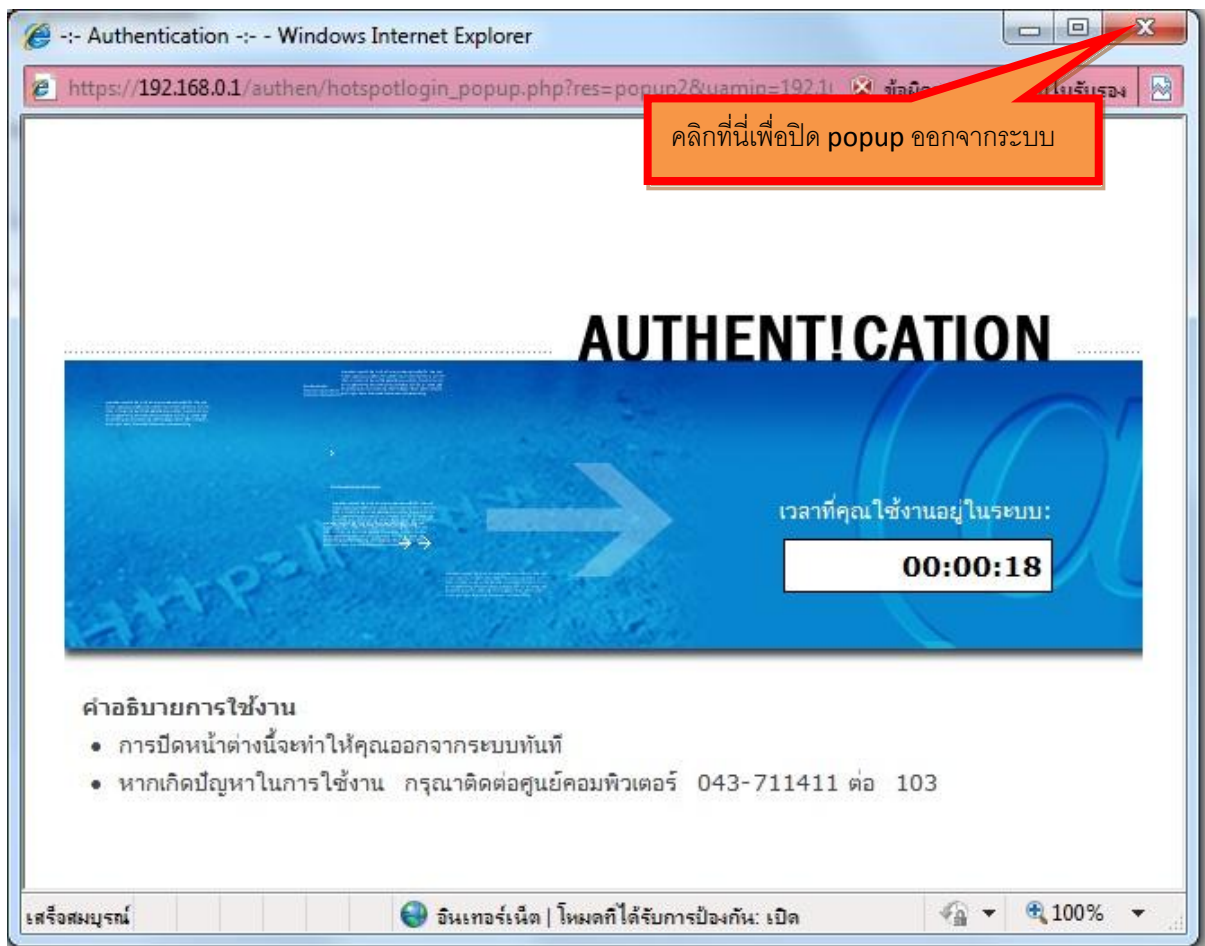 -:- Authentication -:- - Windows Internet Explorer
https://192.168.0.1/authen/hotspotlogin_popup.php?res=popup2&uamip=192.1
คลิกที่นี่เพื่อปิด popup ออกจากระบบ
AUTHENT!CATION
เวลาที่คุณใช้งานอยู่ในระบบ:
00:00:18
คำอธิบายการใช้งาน
• การปิดหน้าต่างนี้จะทำให้คุณออกจากระบบทันที
• หากเกิดปัญหาในการใช้งาน กรุณาติดต่อศูนย์คอมพิวเตอร์ 043-711411 ต่อ 103
เสร็จสมบูรณ์
อินเทอร์เน็ต | โหมดที่ได้รับการป้องกัน: เปิด
100%